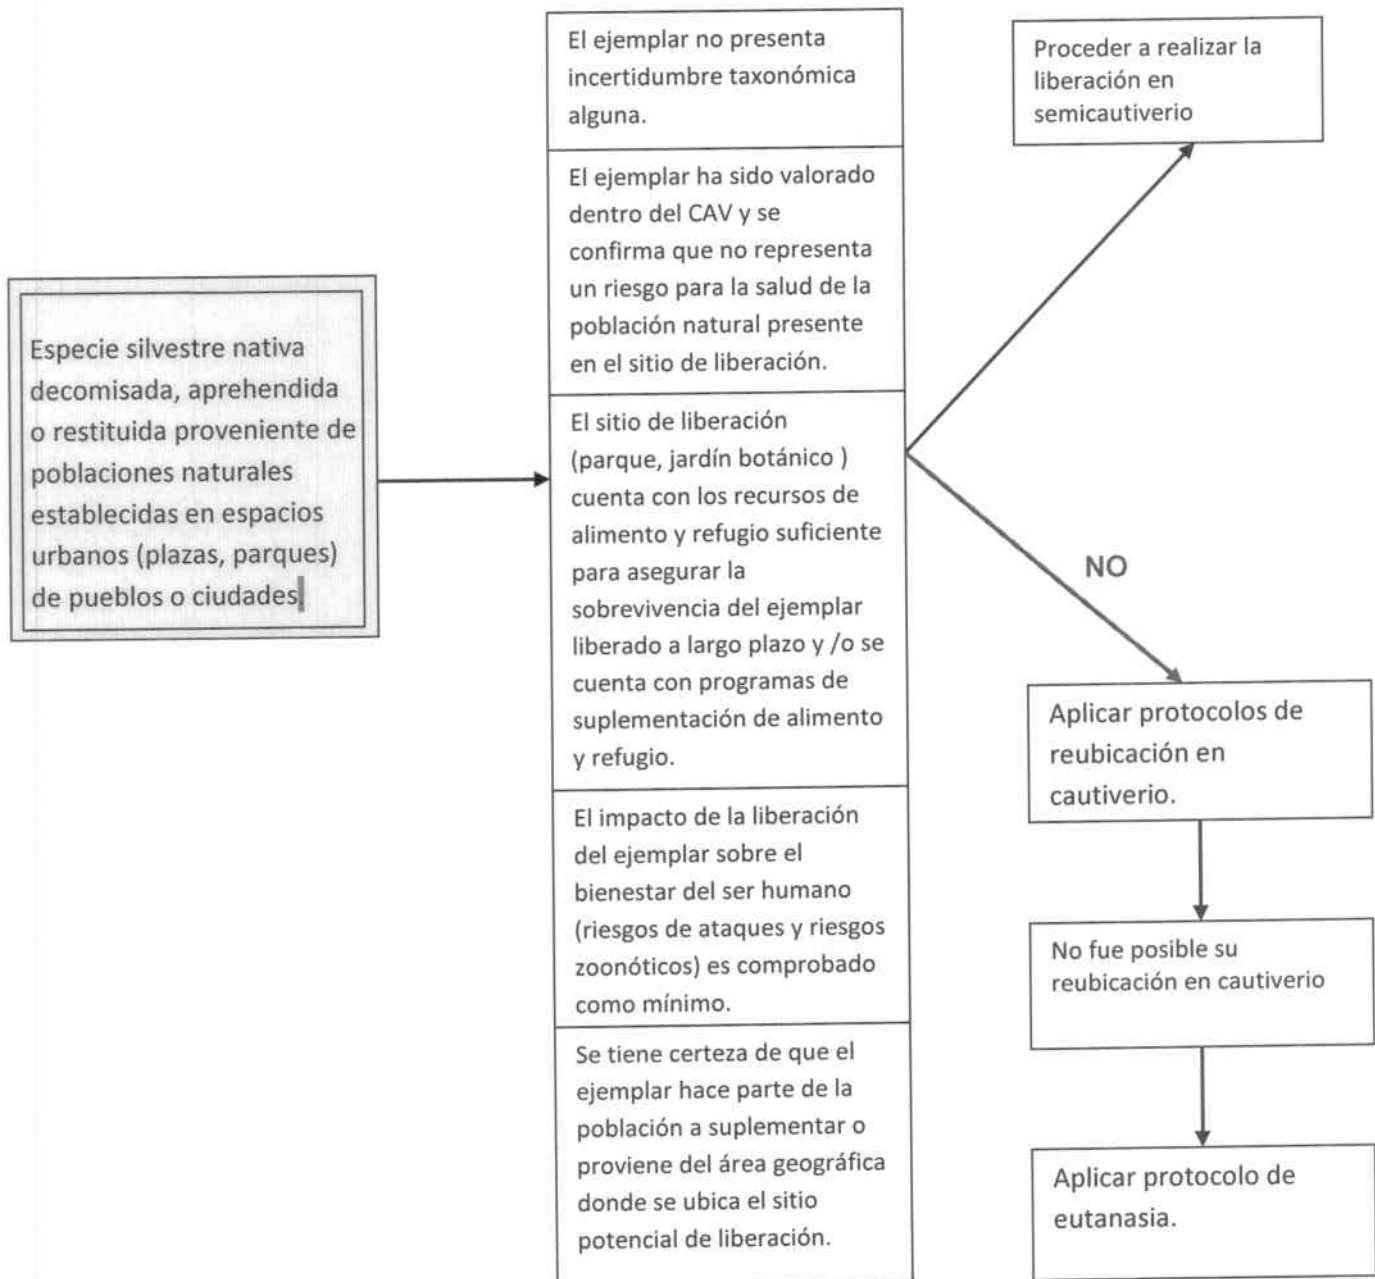 Especie silvestre nativa
decomisada, aprehendida
o restituida proveniente de
poblaciones naturales
establecidas en espacios
urbanos (plazas, parques)
de pueblos o ciudades
El ejemplar no presenta
incertidumbre taxonómica
alguna.
El ejemplar ha sido valorado
dentro del CAV y se
confirma que no representa
un riesgo para la salud de la
población natural presente
en el sitio de liberación.
El sitio de liberación
(parque, jardín botánico )
cuenta con los recursos de
alimento y refugio suficiente
para asegurar la
sobrevivencia del ejemplar
liberado a largo plazo y /o se
cuenta con programas de
suplementación de alimento
y refugio.
El impacto de la liberación
del ejemplar sobre el
bienestar del ser humano
(riesgos de ataques y riesgos
zoonóticos) es comprobado
como mínimo.
Se tiene certeza de que el
ejemplar hace parte de la
población a suplementar o
proviene del área geográfica
donde se ubica el sitio
potencial de liberación.
Proceder a realizar la
liberación en
semicautiverio
NO
Aplicar protocolos de
reubicación en
cautiverio.
No fue posible su
reubicación en cautiverio
Aplicar protocolo de
eutanasia.